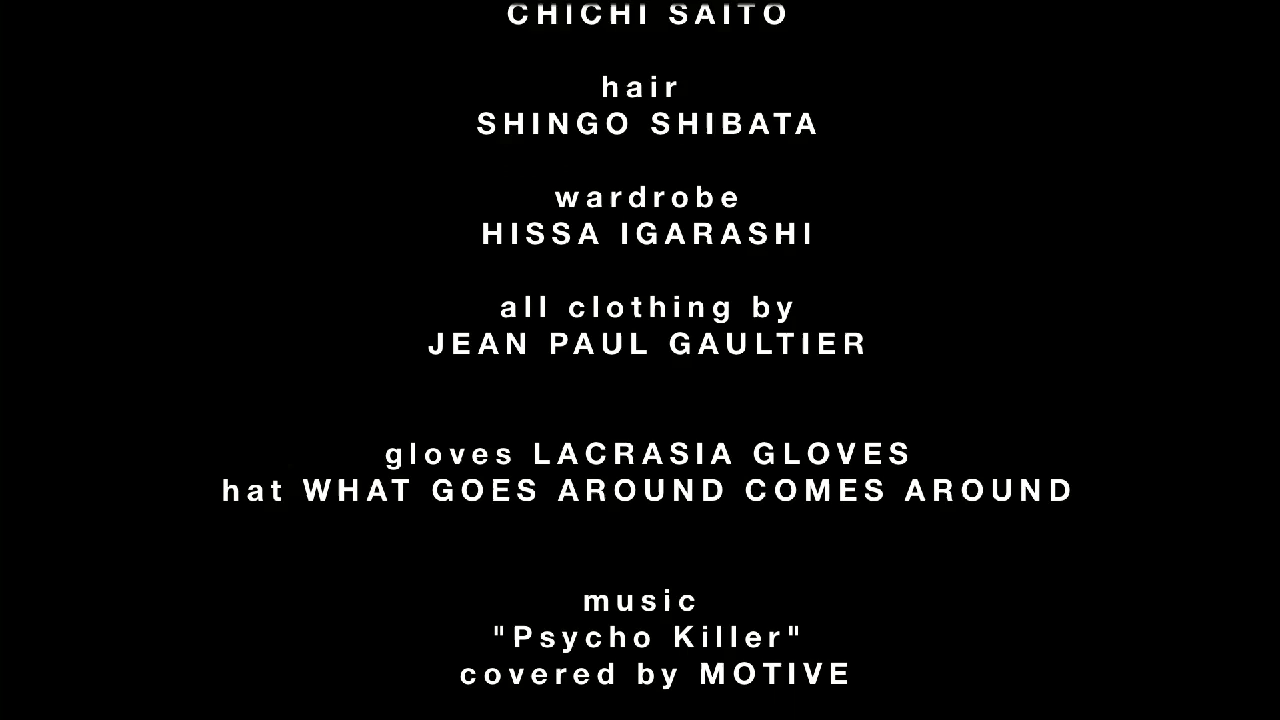 CHICHI SAITO
hair
SHINGO SHIBATA
wardrobe
HISSA IGARASHI
all clothing by
JEAN PAUL GAULTIER
gloves LACRASIA GLOVES
hat WHAT GOES AROUND COMES AROUND
music
"Psycho Killer"
covered by MOTIVE